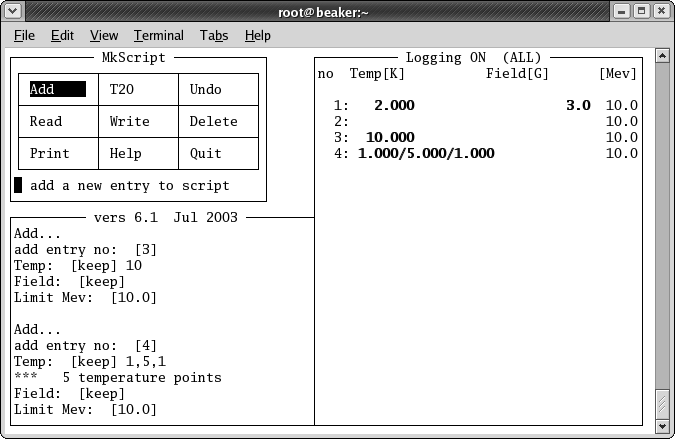 root@beaker:~
File Edit View Terminal Tabs Help
MkScript
Add T20 Undo
Read Write Delete
Print Help Quit
add a new entry to script
vers 6.1 Jul 2003
Add...
add entry no: [3]
Temp: [keep] 10
Field: [keep]
Limit Mev: [10.0]
Add...
add entry no: [4]
Temp: [keep] 1,5,1
*** 5 temperature points
Field: [keep]
Limit Mev: [10.0]
Logging ON (ALL)
no Temp[K] Field[G] [Mev]
1: 2.000 3.0 10.0
2: 10.0
3: 10.000 10.0
4: 1.000/5.000/1.000 10.0